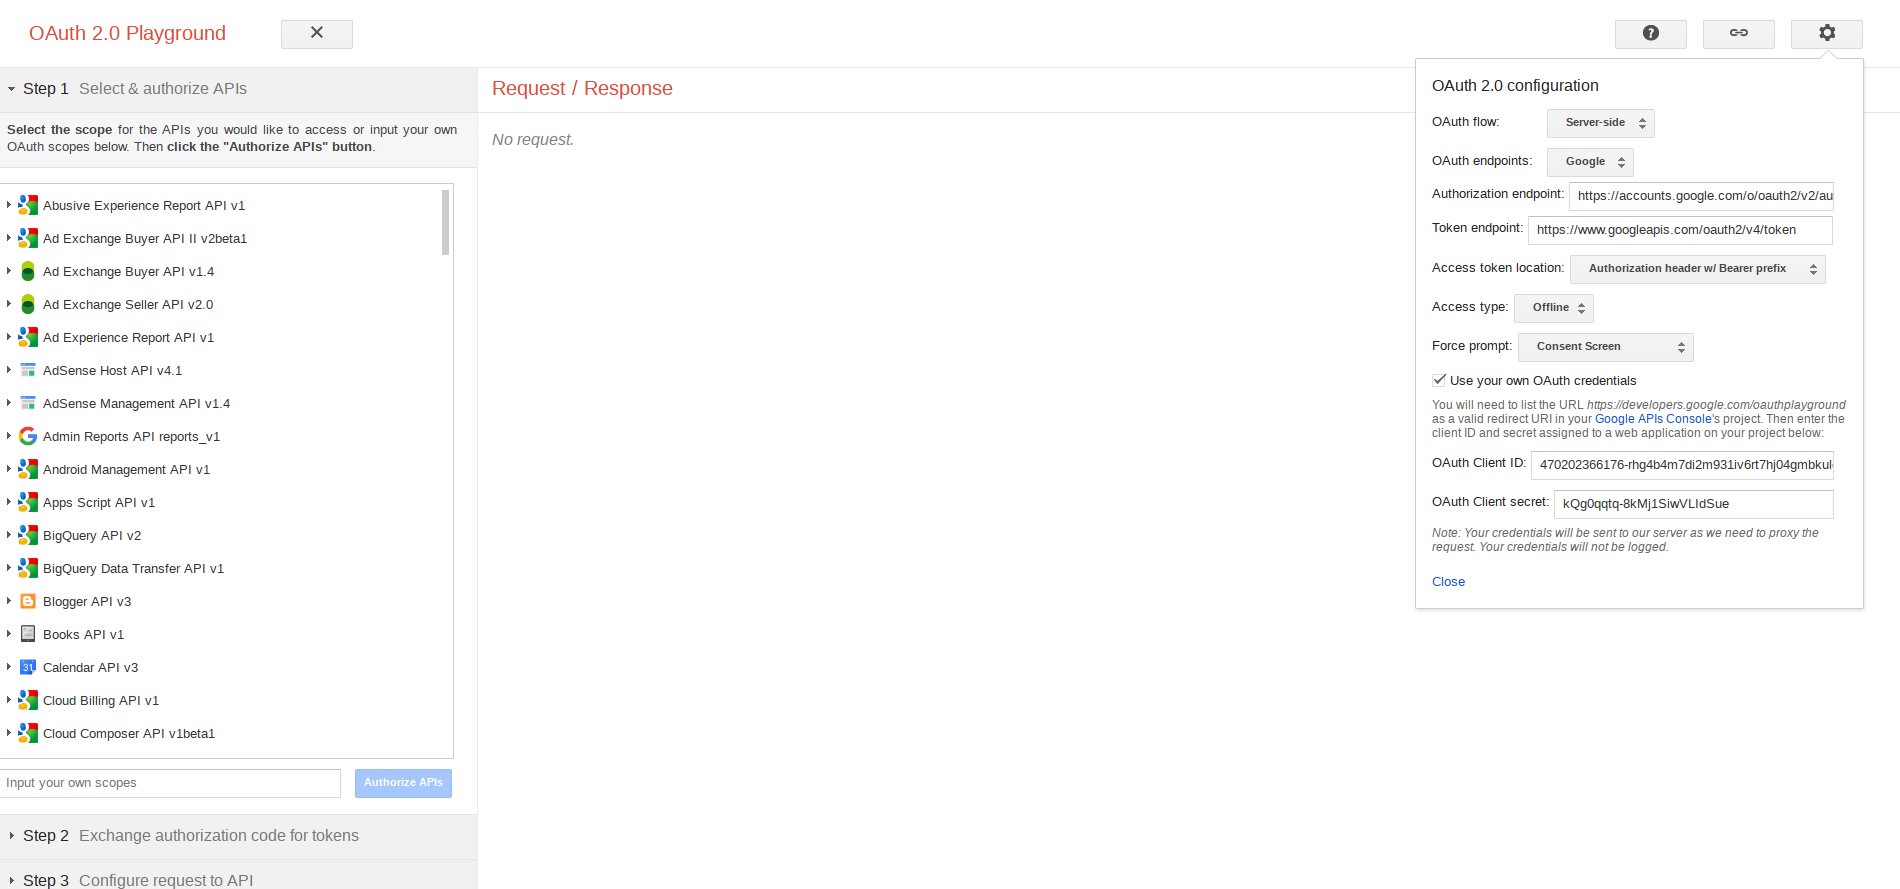 OAuth 2.0 Playground
Step 1 Select & authorize APIs
Select the scope for the APIs you would like to access or input your own
OAuth scopes below. Then click the "Authorize APIs" button.
Abusive Experience Report API v1
Ad Exchange Buyer API II v2beta1
Ad Exchange Buyer API v1.4
Ad Exchange Seller API v2.0
Ad Experience Report API v1
AdSense Host API v4.1
AdSense Management API v1.4
Admin Reports API reports_v1
Android Management API v1
Apps Script API v1
BigQuery API v2
BigQuery Data Transfer API v1
Blogger API v3
Books API v1
31
Calendar API v3
Cloud Billing API v1
Cloud Composer API v1beta1
Input your own scopes
Authorize APIs
Step 2 Exchange authorization code for tokens
Step 3 Configure request to API
Request / Response
No request.
OAuth 2.0 configuration
OAuth flow: Server-side
OAuth endpoints: Google
Authorization endpoint: https://accounts.google.com/o/oauth2/v2/au
Token endpoint: https://www.googleapis.com/oauth2/v4/token
Access token location: Authorization header w/ Bearer prefix
Access type: Offline
Force prompt: Consent Screen
Use your own OAuth credentials
You will need to list the URL https://developers.google.com/oauthplayground
as a valid redirect URI in your Google APIs Console's project. Then enter the
client ID and secret assigned to a web application on your project below:
OAuth Client ID: 470202366176-rhg4b4m7di2m931iv6rt7hj04gmbkul
OAuth Client secret: kQg0qqtq-8kMj1SiwVLIdSue
Note: Your credentials will be sent to our server as we need to proxy the
request. Your credentials will not be logged.
Close